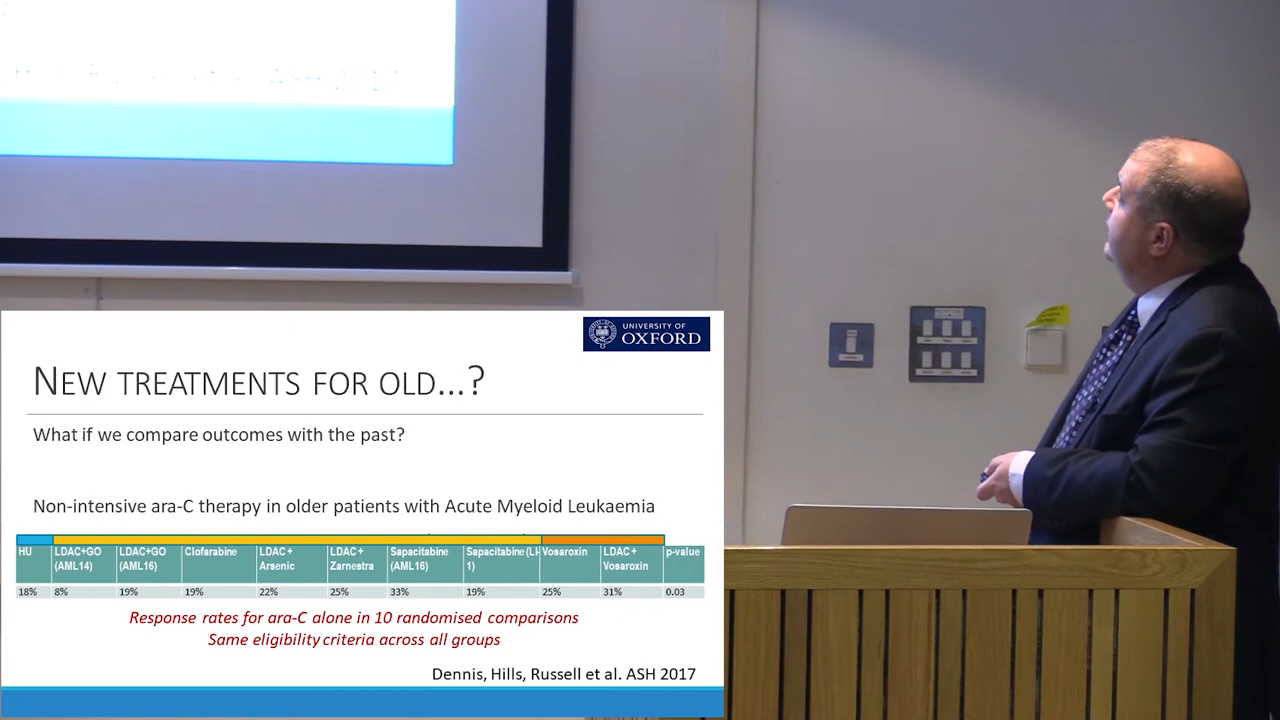 UNIVERSITY OF
OXFORD
NEW TREATMENTS FOR OLD...?
What if we compare outcomes with the past?
Non-intensive ara-C therapy in older patients with Acute Myeloid Leukaemia
HU LDAC+GO (AML14) LDAC+GO (AML16) Clofarabine LDAC + Arsenic LDAC + Zarnestra Sapacitabine (AML16) Sapacitabine (LI- 1) Vosaroxin LDAC + Vosaroxin p-value
18% 8% 19% 19% 22% 25% 33% 19% 25% 31% 0.03
Response rates for ara-C alone in 10 randomised comparisons
Same eligibility criteria across all groups
Dennis, Hills, Russell et al. ASH 2017